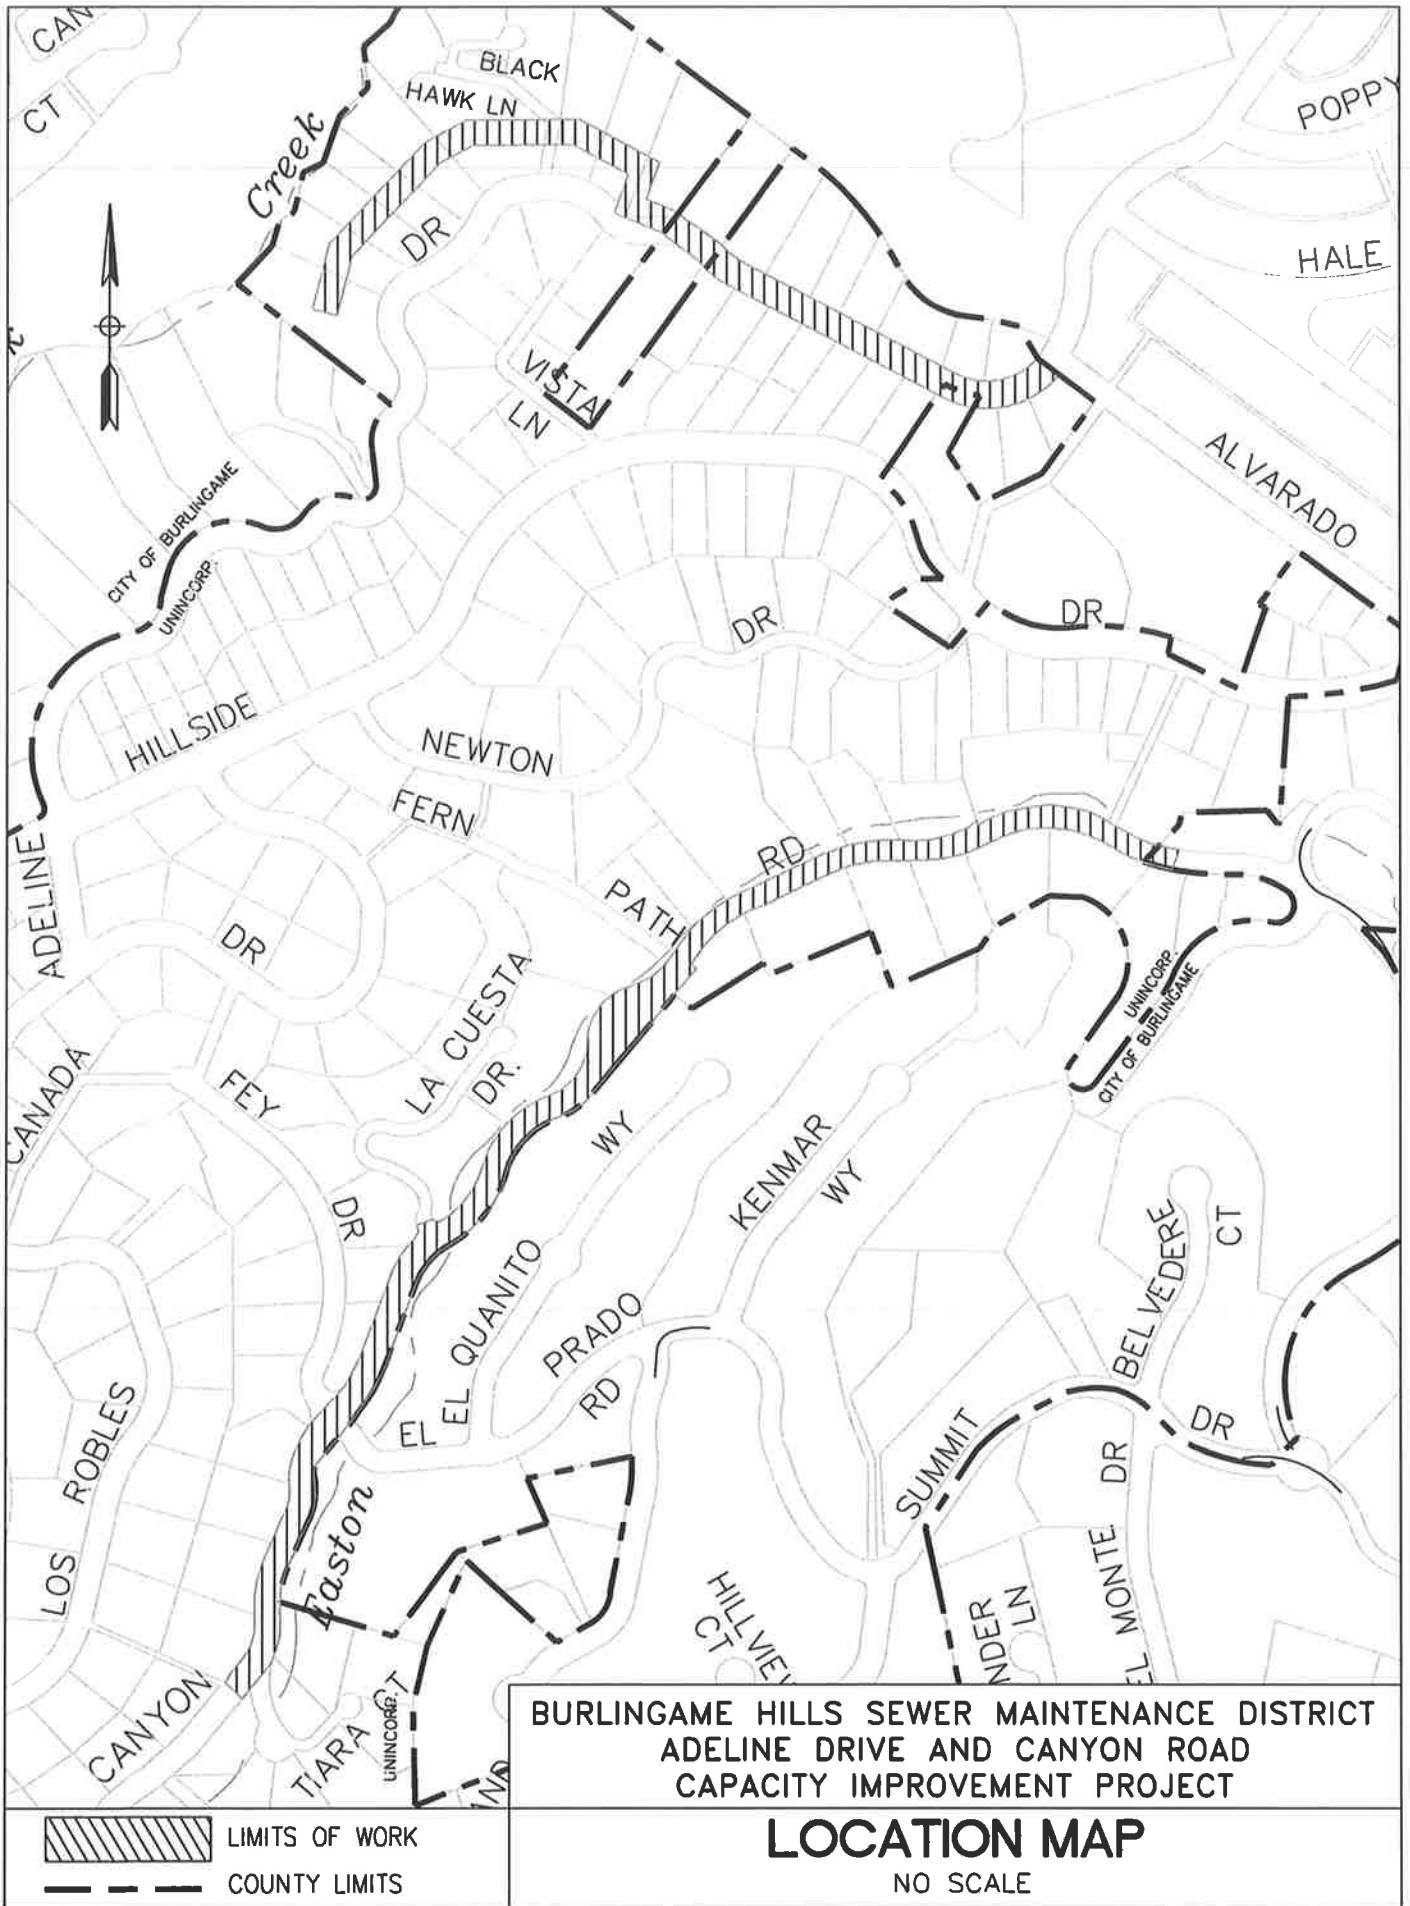 CAN
CT
BLACK
HAWK LN
Creek
DR
POPPY
HALE
VISTA
LN
ALVARADO
CITY OF BURLINGAME
UNINCORP.
DR
DR
HILLSIDE
NEWTON
FERN
PATH
RD
ADELINE
DR
LA CUESTA
DR.
UNINCORP.
CITY OF BURLINGAME
CANADA
FEY
DR
WY
KENMAR
WY
EL QUANITO
PRADO
RD
EL
BELVEDERE
CT
LOS ROBLES
SUMMIT
DR
Easton
EL MONTE DR
HILLVIEW
CT
NDER
LN
CANYON
TIARA CT
UNINCORP.
AND
BURLINGAME HILLS SEWER MAINTENANCE DISTRICT
ADELINE DRIVE AND CANYON ROAD
CAPACITY IMPROVEMENT PROJECT
LIMITS OF WORK
COUNTY LIMITS
LOCATION MAP
NO SCALE